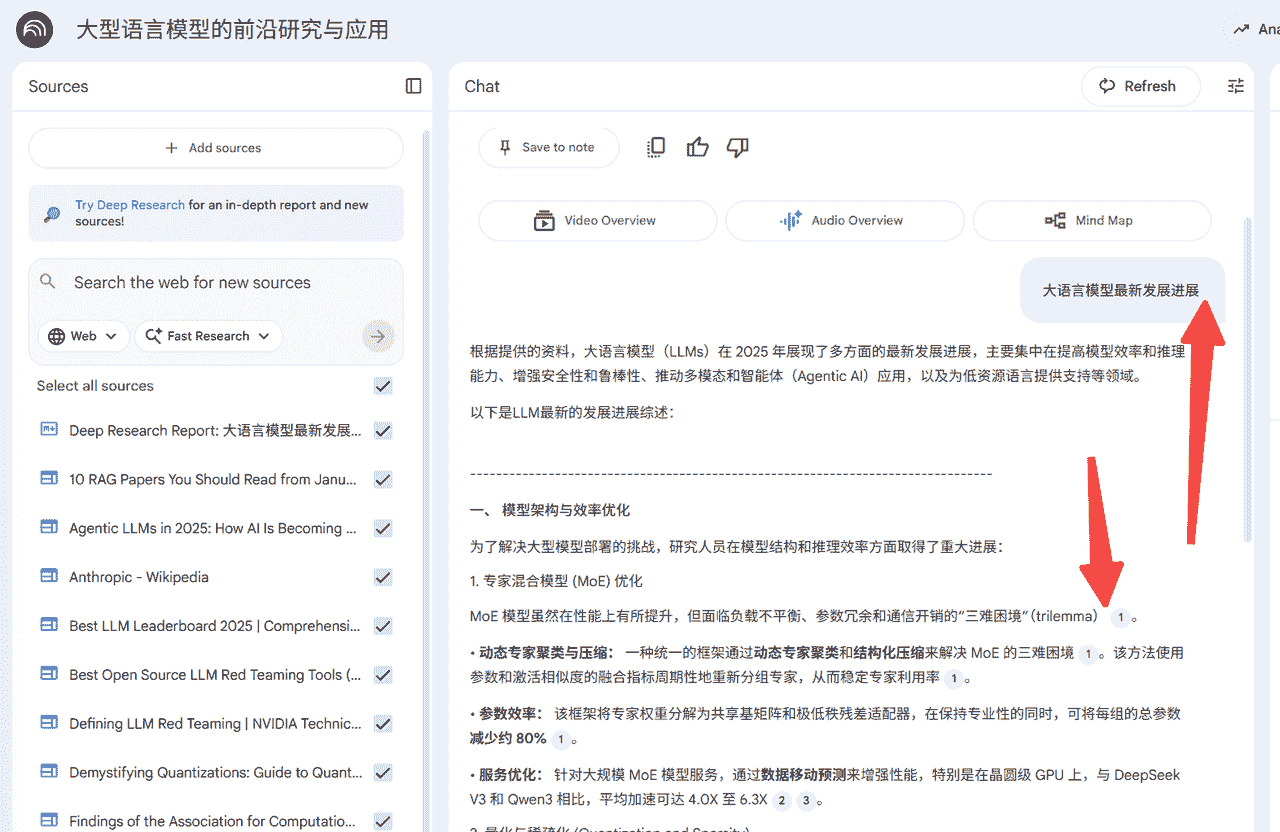 大型语言模型的前沿研究与应用
Ana
Sources
Chat
Refresh
+ Add sources
Save to note
Try Deep Research for an in-depth report and new
sources!
Video Overview
Audio Overview
Mind Map
Search the web for new sources
Web
Fast Research
大语言模型最新发展进展
Select all sources
Deep Research Report: 大语言模型最新发展...
10 RAG Papers You Should Read from Janu...
Agentic LLMs in 2025: How AI Is Becoming ...
Anthropic - Wikipedia
Best LLM Leaderboard 2025 | Comprehensi...
Best Open Source LLM Red Teaming Tools (...
Defining LLM Red Teaming | NVIDIA Technic...
Demystifying Quantizations: Guide to Quant...
Findings of the Association for Computatio...
根据提供的资料，大语言模型（LLMs）在 2025 年展现了多方面的最新发展进展，主要集中在提高模型效率和推理
能力、增强安全性和鲁棒性、推动多模态和智能体（Agentic AI）应用，以及为低资源语言提供支持等领域。
以下是LLM最新的发展进展综述：
--------------------------------------------------------------------------------
一、 模型架构与效率优化
为了解决大型模型部署的挑战，研究人员在模型结构和推理效率方面取得了重大进展：
1. 专家混合模型 (MoE) 优化
MoE 模型虽然在性能上有所提升，但面临负载不平衡、参数冗余和通信开销的“三难困境”（trilemma） 1 。
• 动态专家聚类与压缩： 一种统一的框架通过动态专家聚类和结构化压缩来解决 MoE 的三难困境 1 。该方法使用
参数和激活相似度的融合指标周期性地重新分组专家，从而稳定专家利用率 1 。
• 参数效率： 该框架将专家权重分解为共享基矩阵和极低秩残差适配器，在保持专业性的同时，可将每组的总参数
减少约 80% 1 。
• 服务优化： 针对大规模 MoE 模型服务，通过数据移动预测来增强性能，特别是在晶圆级 GPU 上，与 DeepSeek
V3 和 Qwen3 相比，平均加速可达 4.0X 至 6.3X 2 3 。
2. 量化与稀疏化 (Quantization and Sparsity)